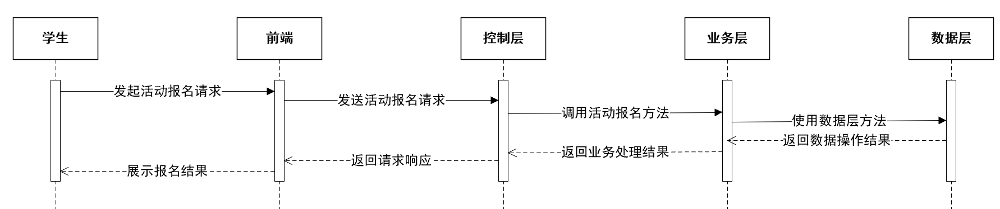 学生
前端
控制层
业务层
数据层
发起活动报名请求
发送活动报名请求
调用活动报名方法
使用数据层方法
返回数据操作结果
返回业务处理结果
返回请求响应
展示报名结果